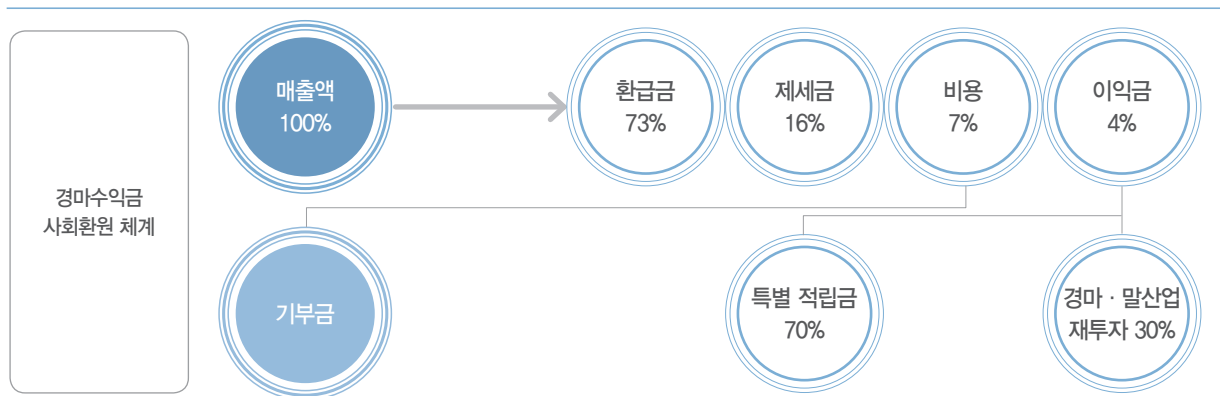 경마수익금
사회환원 체계
매출액
100%
환급금
73%
제세금
16%
비용
7%
이익금
4%
기부금
특별 적립금
70%
경마 · 말산업
재투자 30%